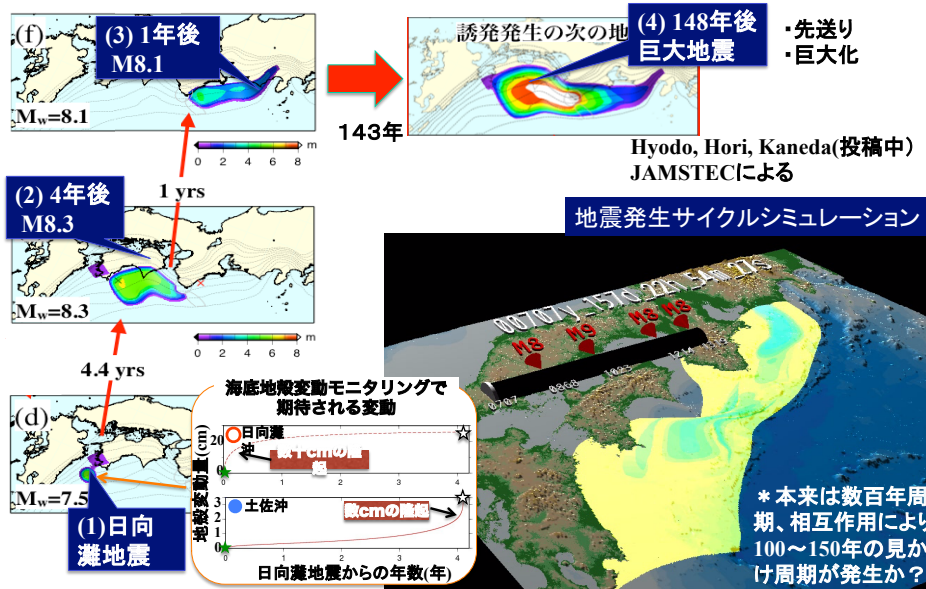 (f)
(3) 1年後
M8.1
Mw=8.1
0 2 4 6 8 m
143年
誘発発生の次の地
(4) 148年後
巨大地震
・先送り
・巨大化
Hyodo, Hori, Kaneda(投稿中)
JAMSTECによる
1 yrs
(2) 4年後
M8.3
Mw=8.3
0 2 4 6 8 m
4.4 yrs
(d)
Mw=7.5
(1)日向
灘地震
海底地殻変動モニタリングで
期待される変動
地殻変動量(cm)
20
0
日向灘
沖
数十cmの隆
起
0 1 2 3 4
3
2
1
0
土佐沖
数cmの隆起
0 1 2 3 4
日向灘地震からの年数(年)
地震発生サイクルシミュレーション
00707y_157d_22h_54m_27s
M8 M9 M8 M8
0707 0868 1023
*本来は数百年周
期、相互作用により
100～150年の見か
け周期が発生か？